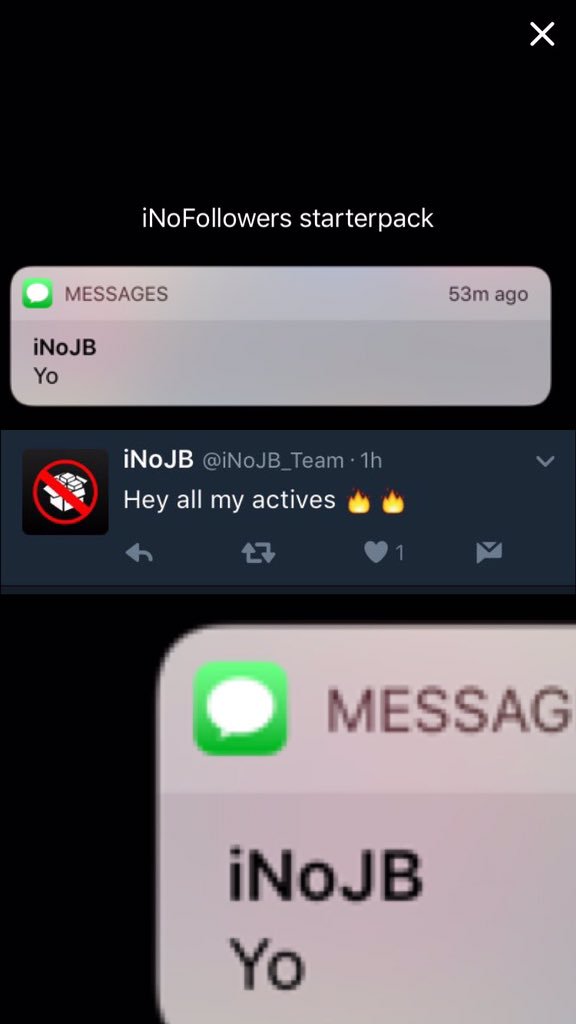 iNoFollowers starterpack
MESSAGES 53m ago
iNoJB
Yo
iNoJB @iNoJB_Team · 1h
Hey all my actives 🔥 🔥
1
MESSAG
iNoJB
Yo